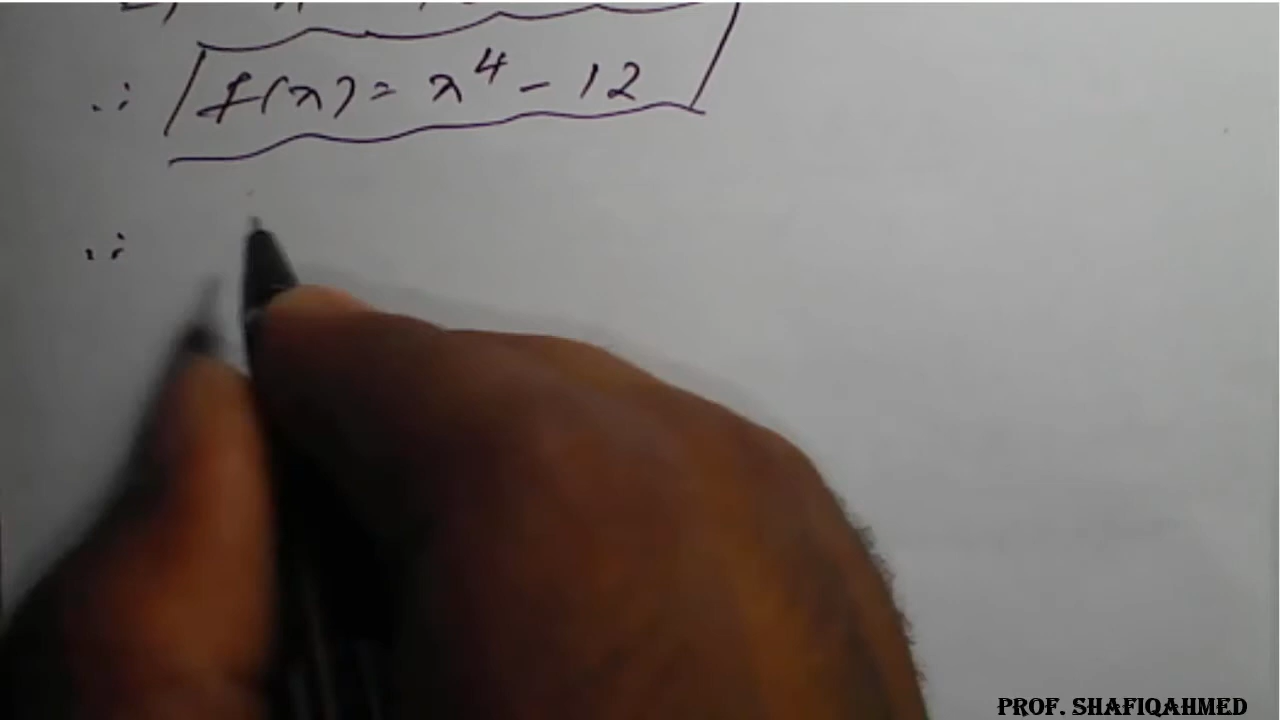 ∴ f(x) = x⁴ - 12
∴
PROF. SHAFIQAHMED